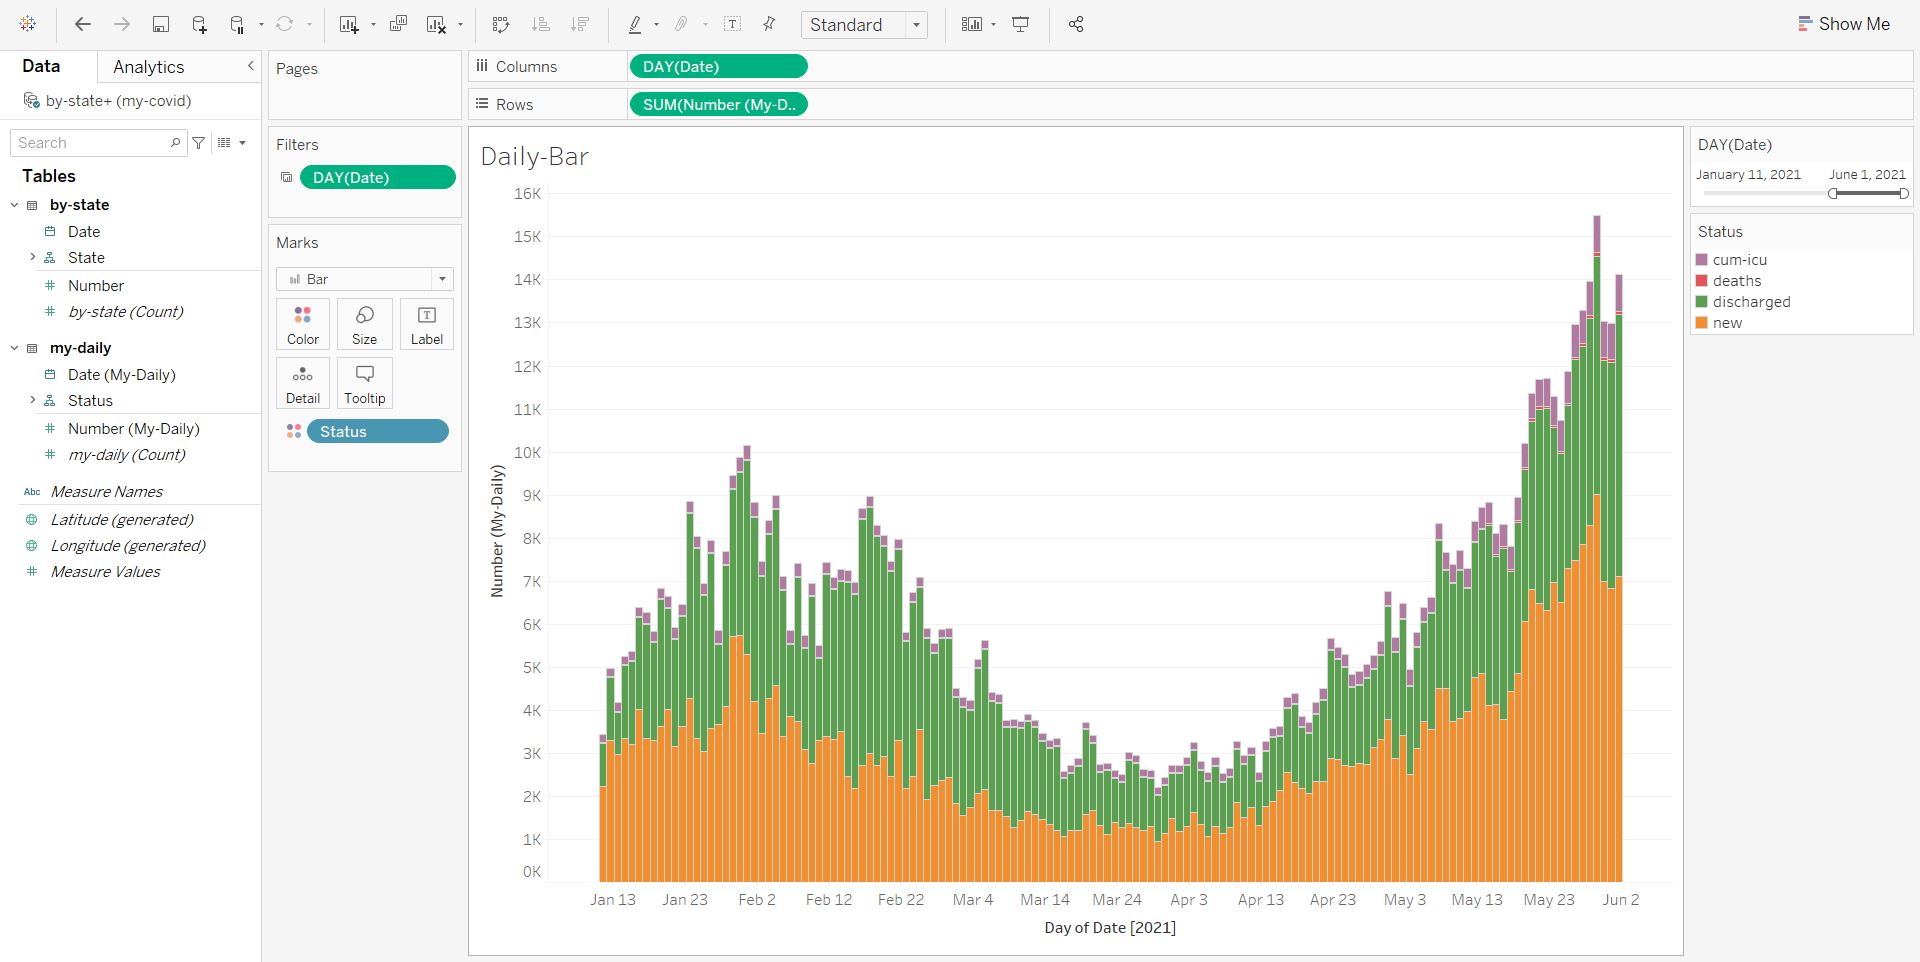 Standard
Show Me
Data
Analytics
by-state+ (my-covid)
Search
Tables
by-state
Date
State
Number
by-state (Count)
my-daily
Date (My-Daily)
Status
Number (My-Daily)
my-daily (Count)
Abc Measure Names
Latitude (generated)
Longitude (generated)
Measure Values
Pages
Filters
DAY(Date)
Marks
Bar
Color
Size
T
Label
Detail
Tooltip
Status
Columns
DAY(Date)
Rows
SUM(Number (My-D..
Daily-Bar
Number (My-Daily)
16K
15K
14K
13K
12K
11K
10K
9K
8K
7K
6K
5K
4K
3K
2K
1K
0K
Jan 13 Jan 23 Feb 2 Feb 12 Feb 22 Mar 4 Mar 14 Mar 24 Apr 3 Apr 13 Apr 23 May 3 May 13 May 23 Jun 2
Day of Date [2021]
DAY(Date)
January 11, 2021 June 1, 2021
Status
cum-icu
deaths
discharged
new